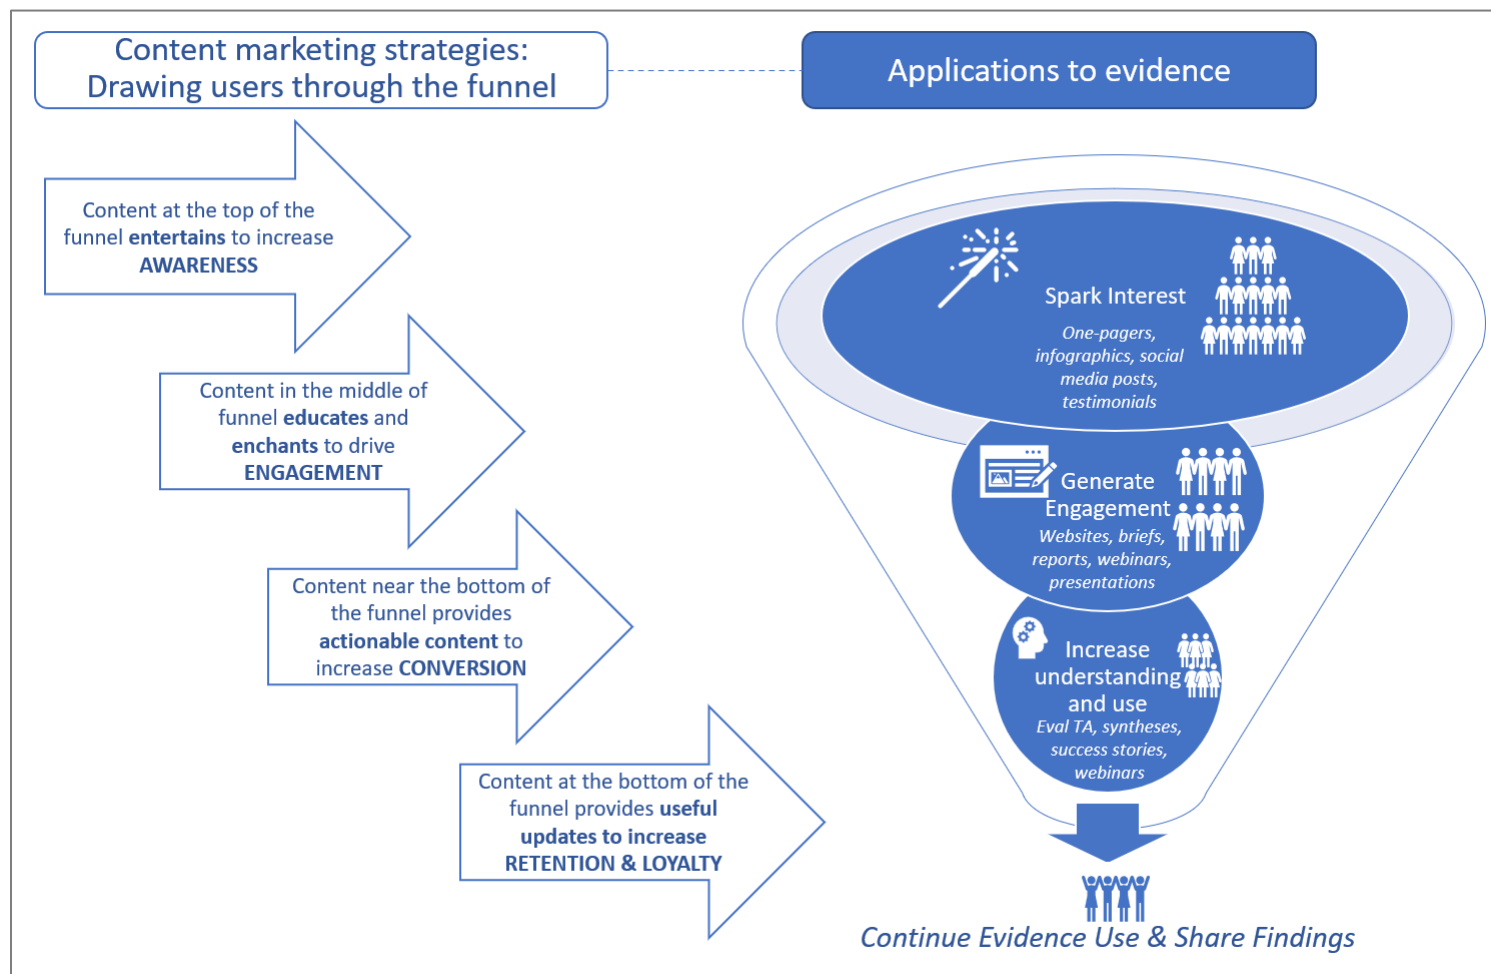 Content marketing strategies:
Drawing users through the funnel
Applications to evidence
Content at the top of the
funnel entertains to increase
AWARENESS
Content in the middle of
funnel educates and
enchants to drive
ENGAGEMENT
Content near the bottom of
the funnel provides
actionable content to
increase CONVERSION
Content at the bottom of the
funnel provides useful
updates to increase
RETENTION & LOYALTY
Spark Interest
One-pagers,
infographics, social
media posts,
testimonials
Generate
Engagement
Websites, briefs,
reports, webinars,
presentations
Increase
understanding
and use
Eval TA, syntheses,
success stories,
webinars
Continue Evidence Use & Share Findings